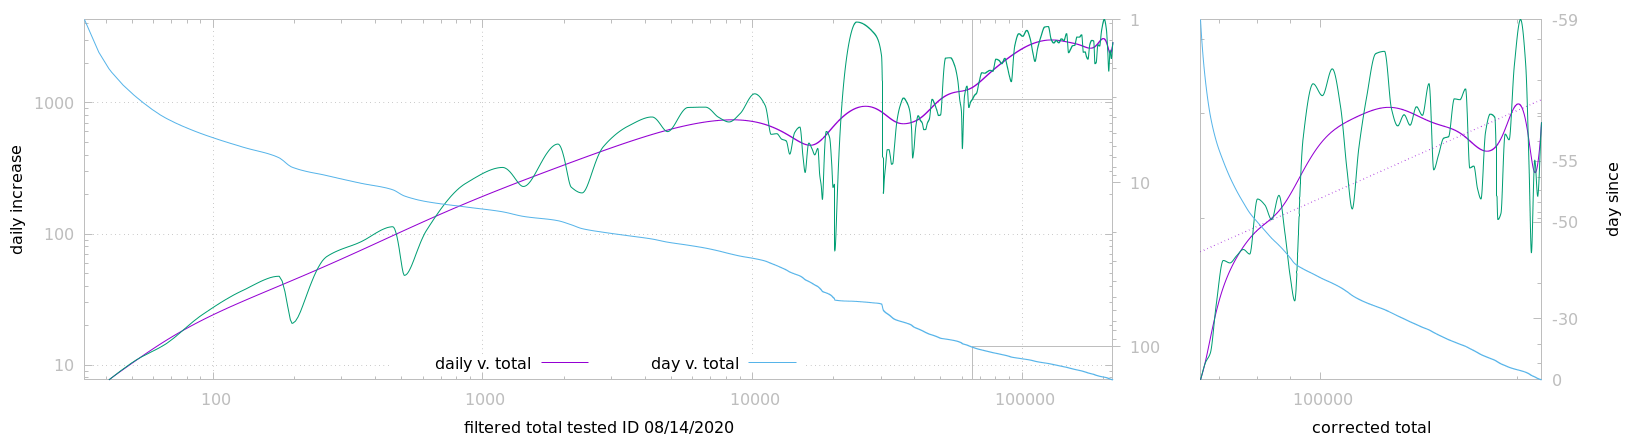 daily increase
1000
100
10
100
1000
10000
100000
1
10
100
daily v. total
day v. total
filtered total tested ID 08/14/2020
-59
-55
-50
-30
0
day since
100000
corrected total